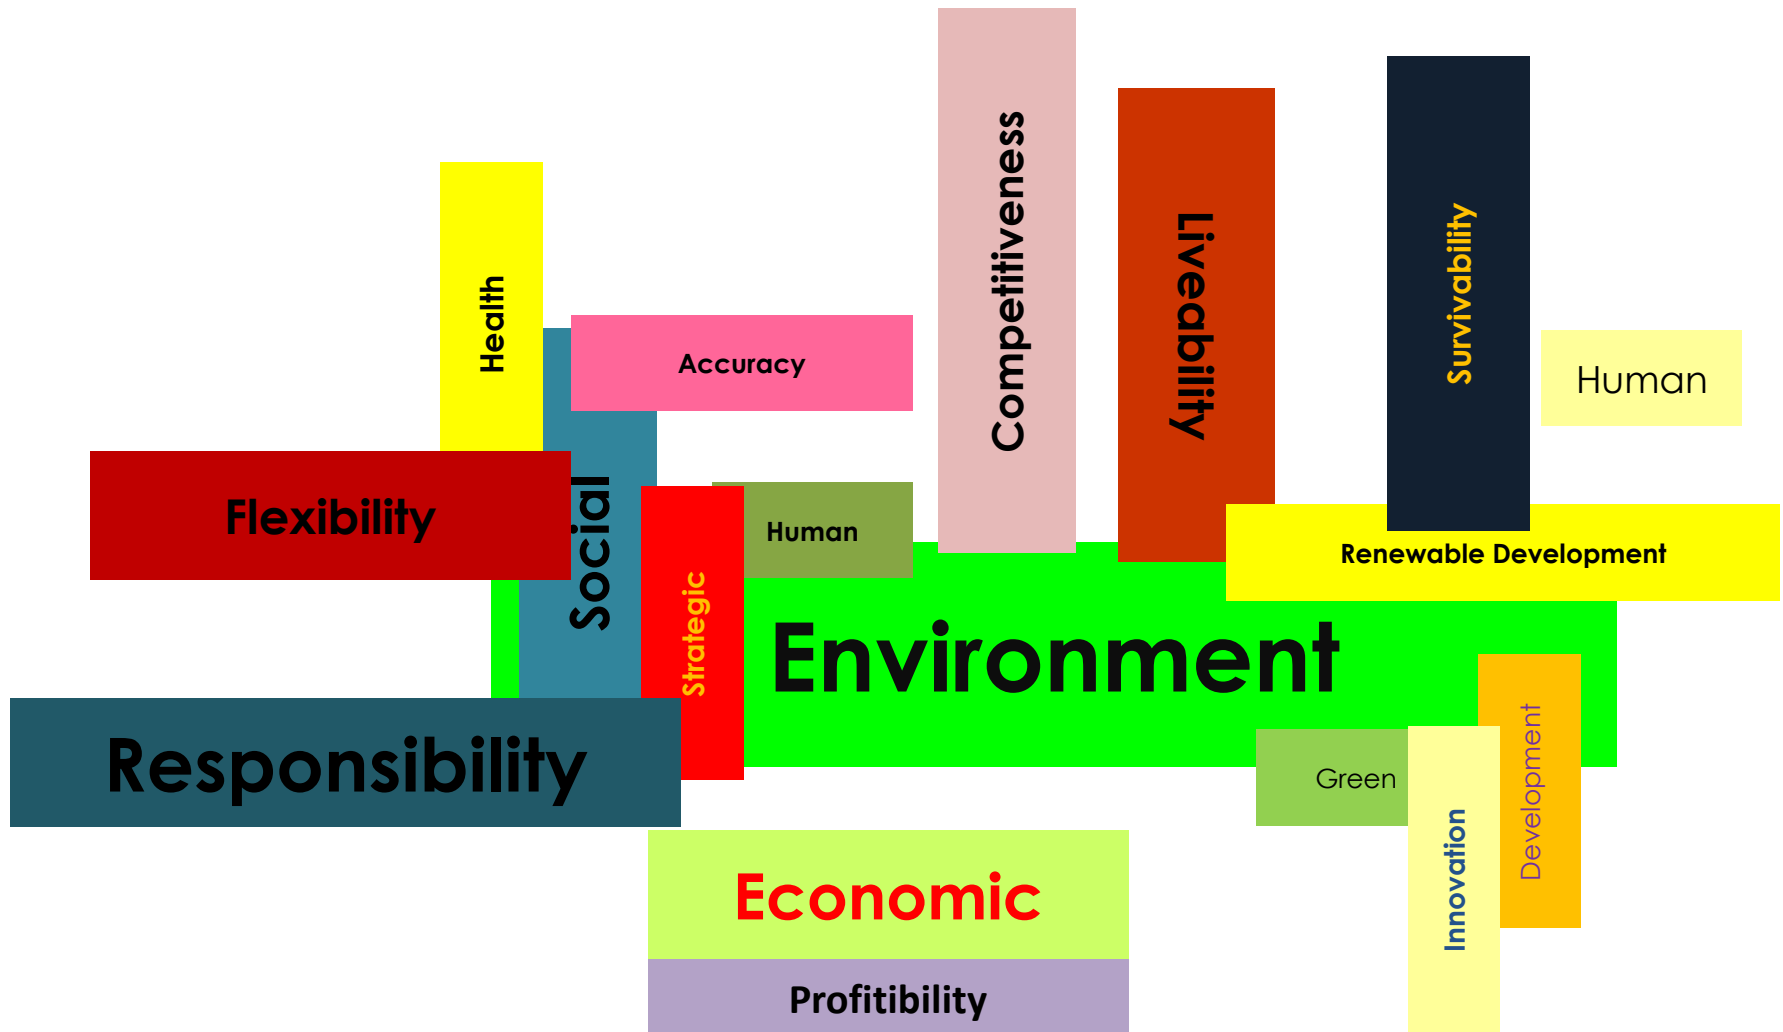 Competitiveness
Liveability
Survivability
Health
Accuracy
Human
Flexibility
Social
Human
Renewable Development
Strategic
Environment
Responsibility
Green
Development
Innovation
Economic
Profitibility